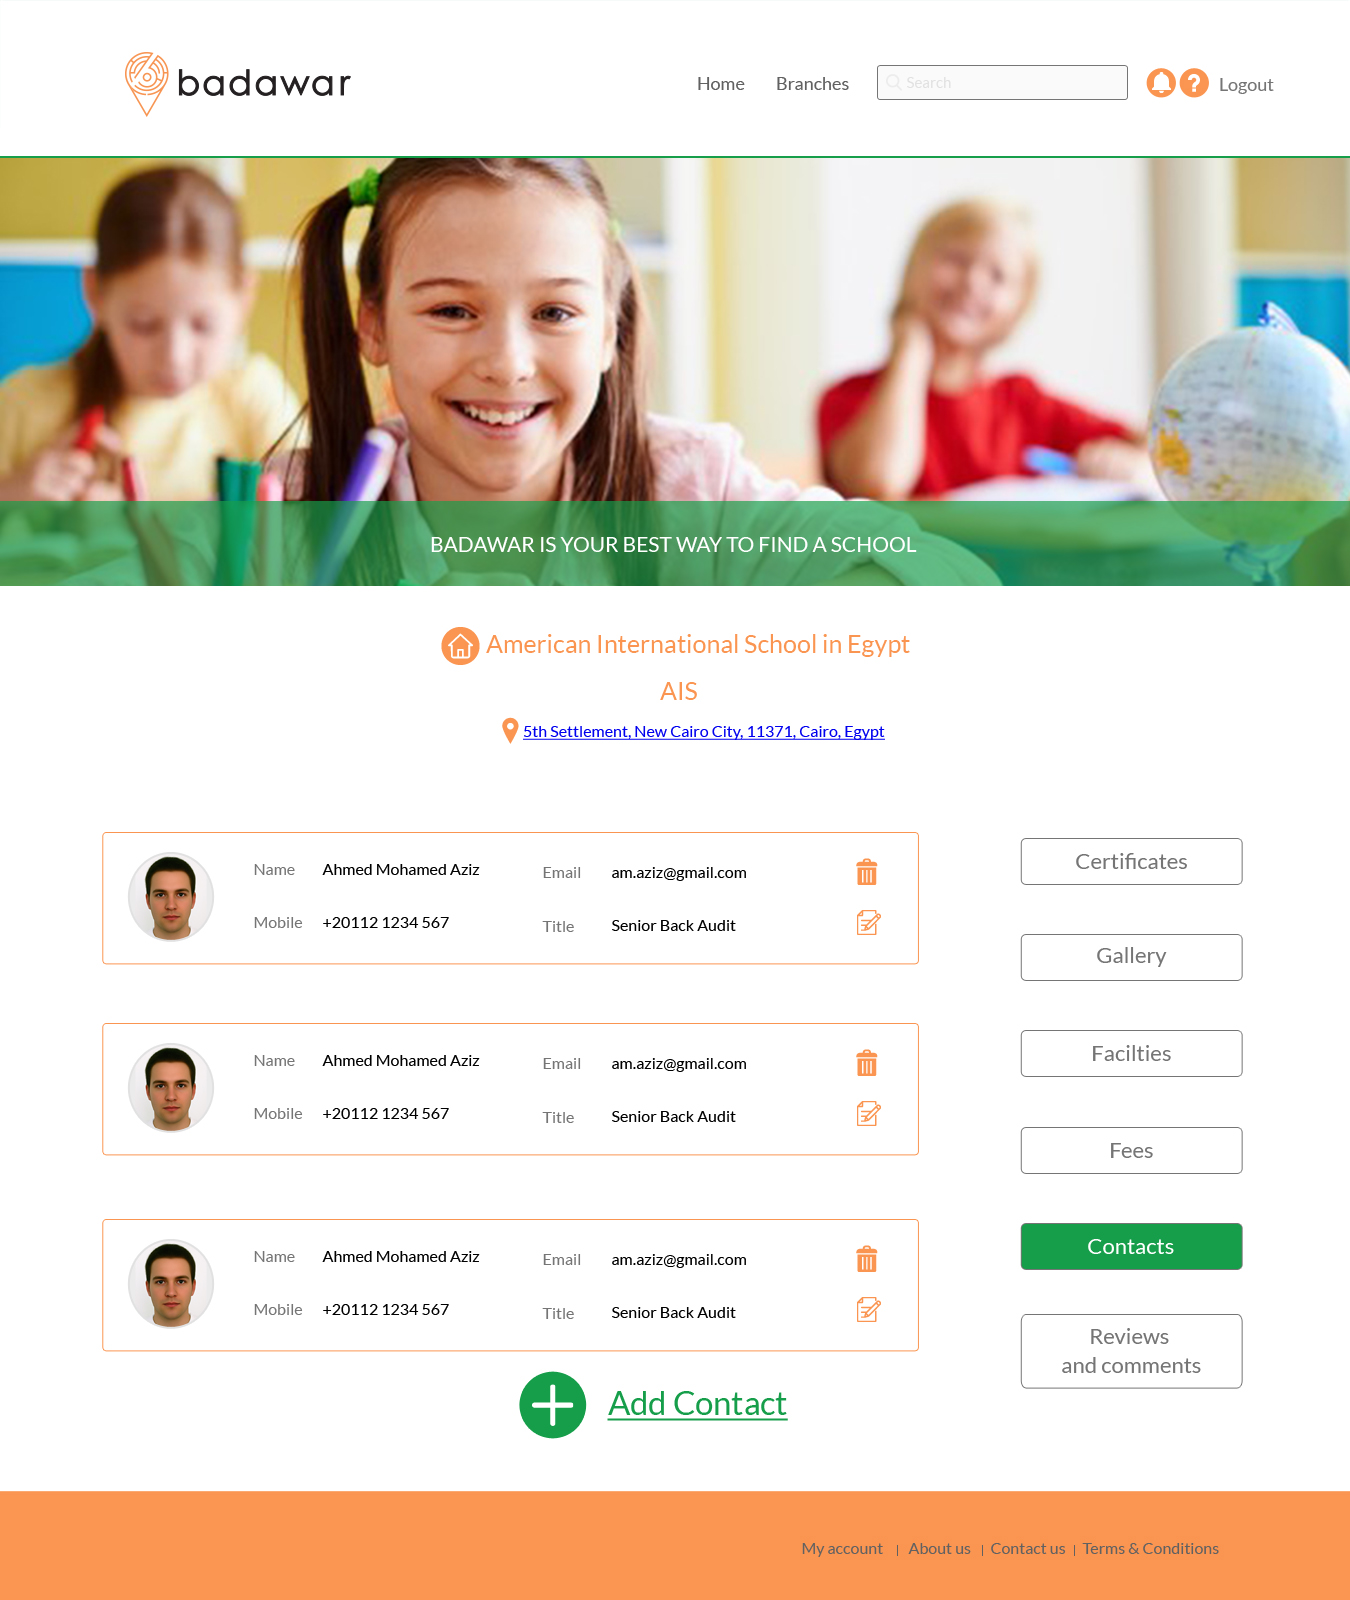 badawar
Home
Branches
Search
Logout
BADAWAR IS YOUR BEST WAY TO FIND A SCHOOL
American International School in Egypt
AIS
5th Settlement, New Cairo City, 11371, Cairo, Egypt
Name Ahmed Mohamed Aziz Email am.aziz@gmail.com
Mobile +20112 1234 567 Title Senior Back Audit
Name Ahmed Mohamed Aziz Email am.aziz@gmail.com
Mobile +20112 1234 567 Title Senior Back Audit
Name Ahmed Mohamed Aziz Email am.aziz@gmail.com
Mobile +20112 1234 567 Title Senior Back Audit
Add Contact
Certificates
Gallery
Facilties
Fees
Contacts
Reviews
and comments
My account | About us | Contact us | Terms & Conditions